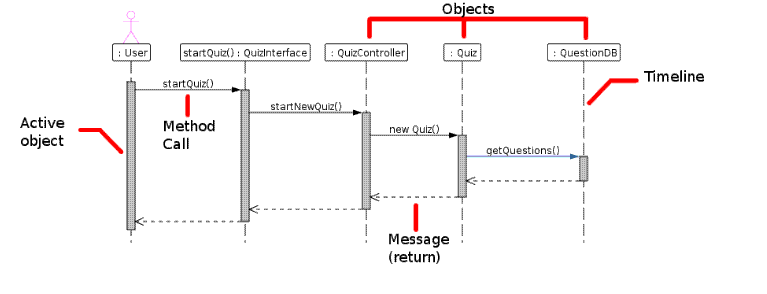 Objects
: User
startQuiz() : QuizInterface
: QuizController
: Quiz
: QuestionDB
Timeline
startQuiz()
startNewQuiz()
Active
object
Method
Call
new Quiz()
getQuestions()
Message
(return)